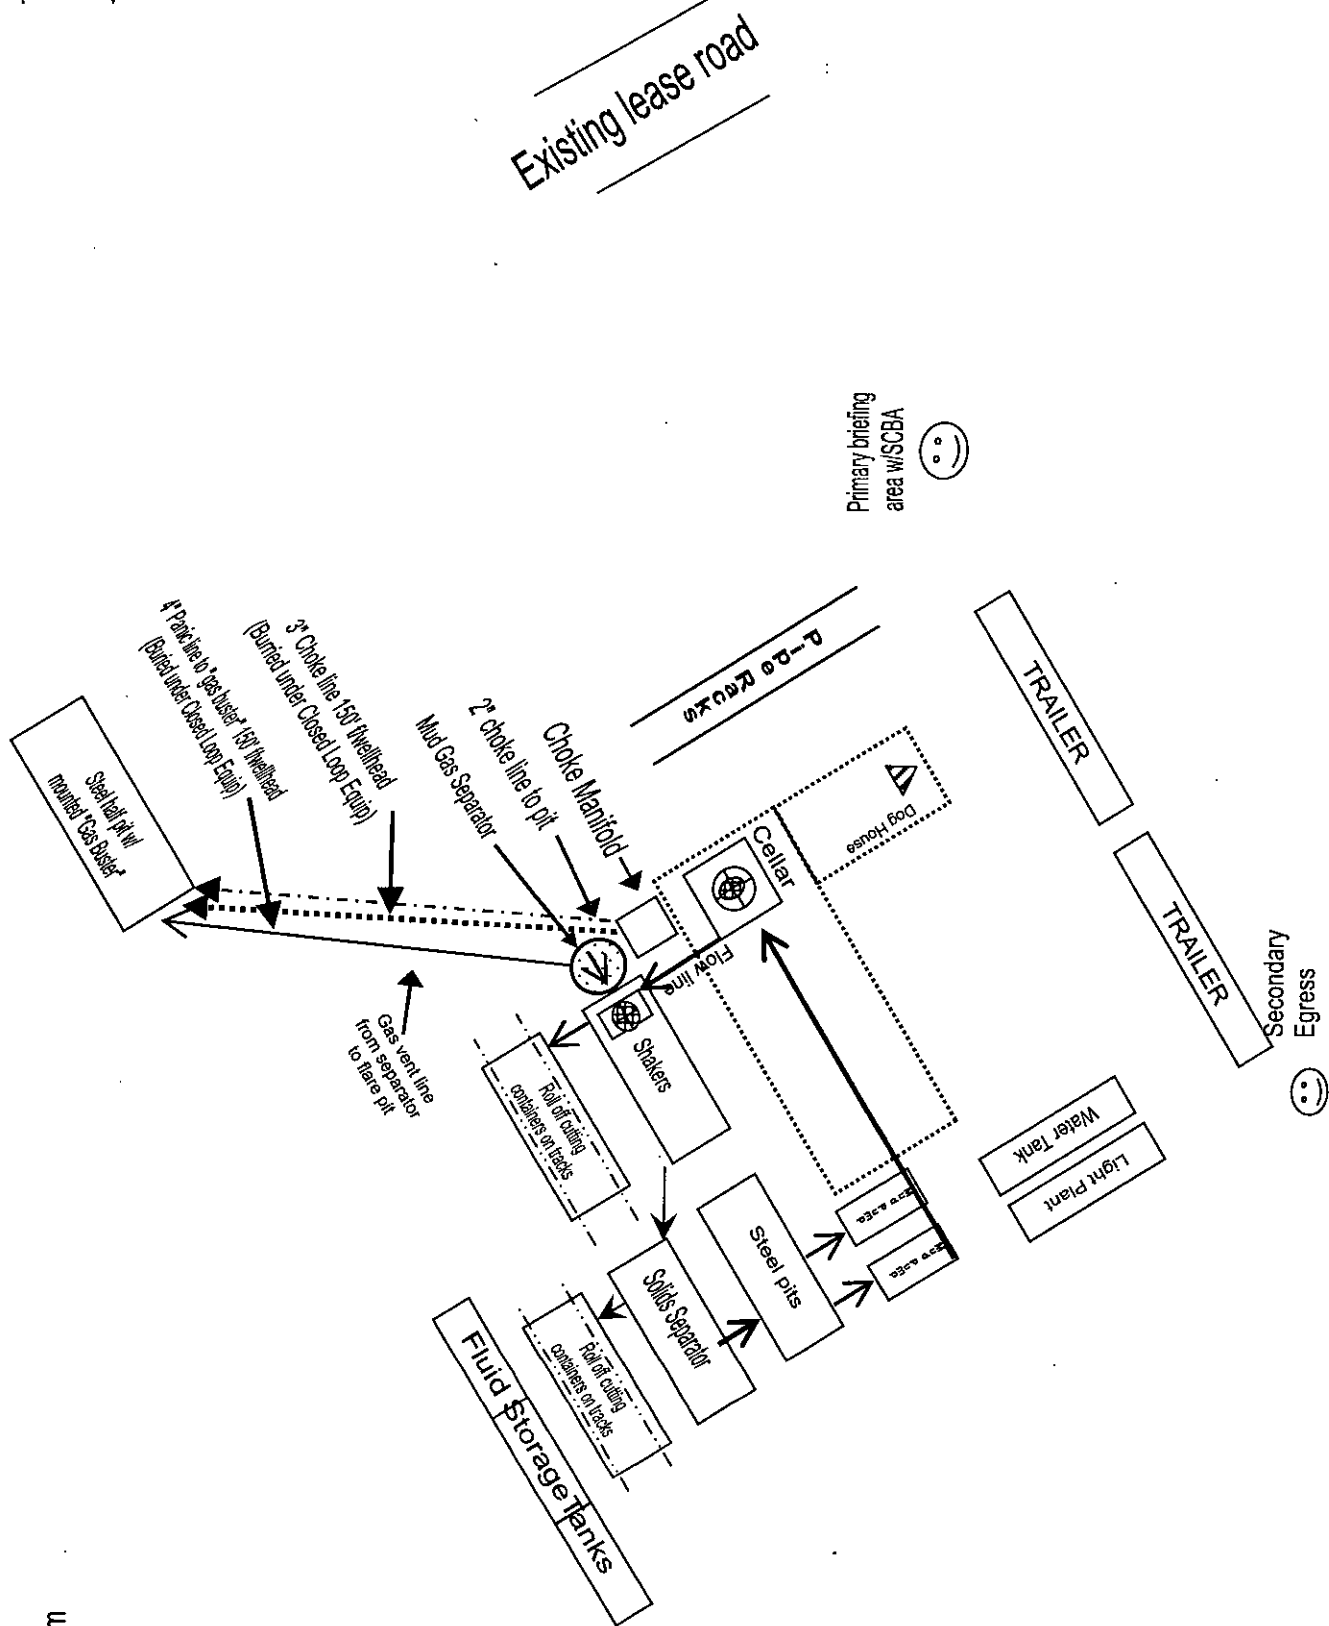 Existing lease road
Primary briefing
area w/SCBA
4" Panic line to "gas buster" 150' f/wellhead
(Buried under Closed Loop Equip)
3" Choke line 150' f/wellhead
(Burried under Closed Loop Equip)
2" choke line to pit
Mud Gas Separator
Choke Manifold
Pipe Racks
TRAILER
Steel half pit w/
mounted "Gas Buster"
Dog House
Cellar
Flow line
TRAILER
Secondary
Egress
Gas vent line
from separator
to flare pit
Shakers
Roll off cutting
containers on tracks
Water Tank
Light Plant
Steel pits
Solids Separator
Roll off cutting
containers on tracks
Fluid Storage Tanks
m